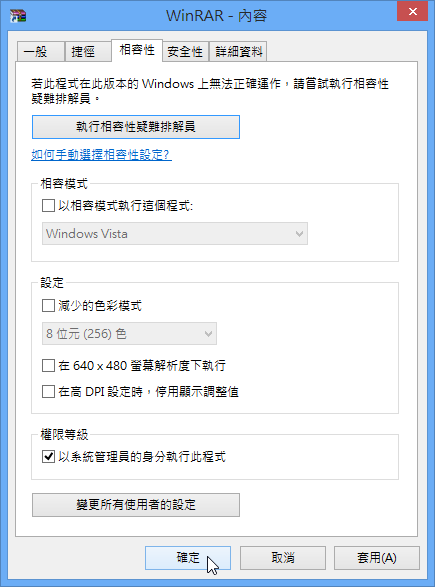 WinRAR - 內容
一般
捷徑
相容性
安全性
詳細資料
若此程式在此版本的 Windows 上無法正確運作，請嘗試執行相容性
疑難排解員。
執行相容性疑難排解員
如何手動選擇相容性設定?
相容模式
以相容模式執行這個程式:
Windows Vista
設定
減少的色彩模式
8 位元 (256) 色
在 640 x 480 螢幕解析度下執行
在高 DPI 設定時，停用顯示調整值
權限等級
以系統管理員的身分執行此程式
變更所有使用者的設定
確定
取消
套用(A)